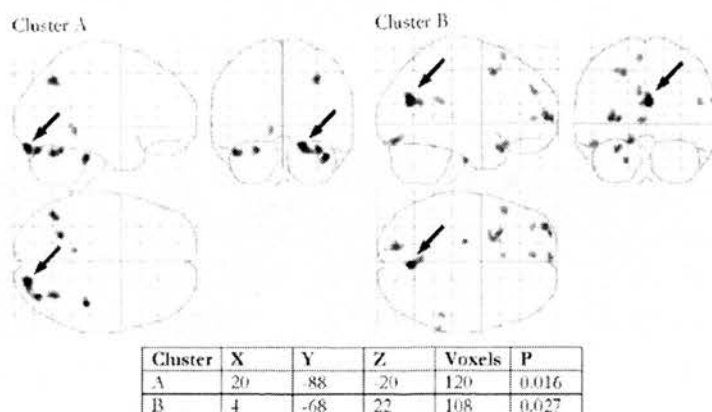 Cluster A
Cluster B
Cluster X Y Z Voxels P
A 20 -88 -20 120 0.016
B 4 -68 22 108 0.027